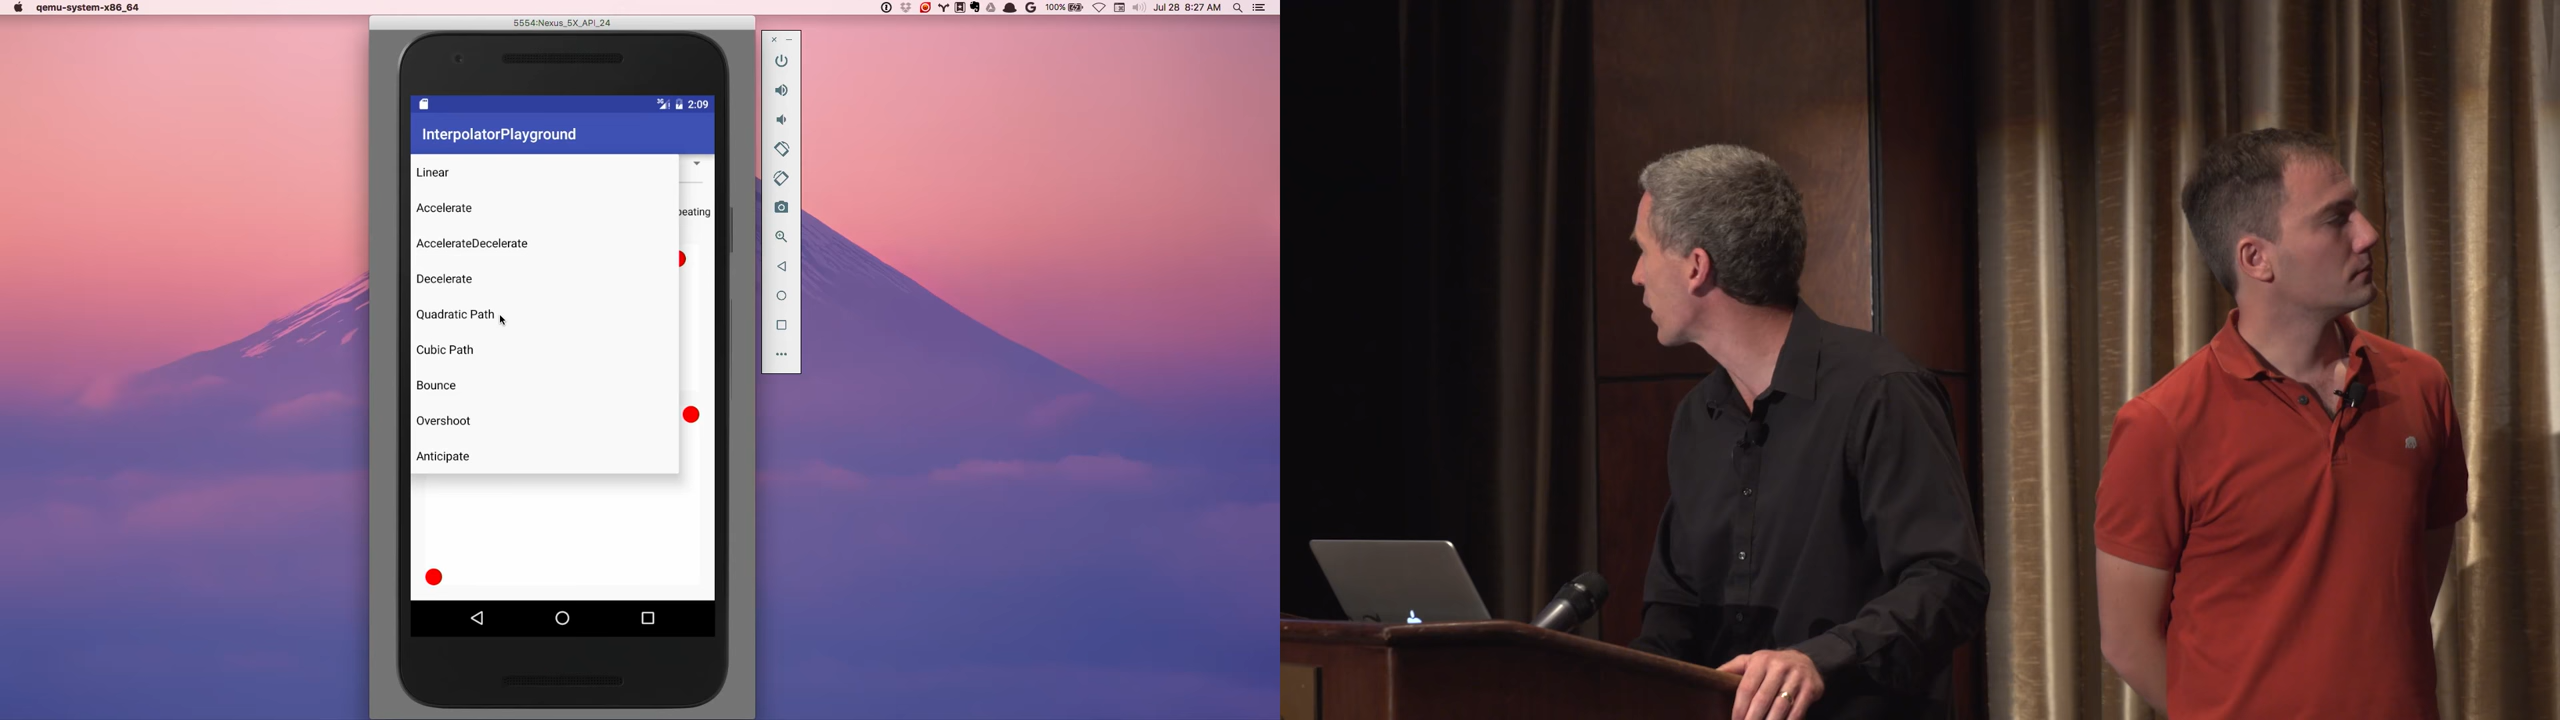 qemu-system-x86_64
100%
Jul 28 8:27 AM
5554:Nexus_5X_API_24
2:09
InterpolatorPlayground
Linear
Accelerate
AccelerateDecelerate
peating
Decelerate
Quadratic Path
Cubic Path
Bounce
Overshoot
Anticipate